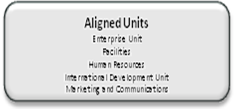 Aligned Units
Enterprise Unit
Facilities
Human Resources
International Development Unit
Marketing and Communications